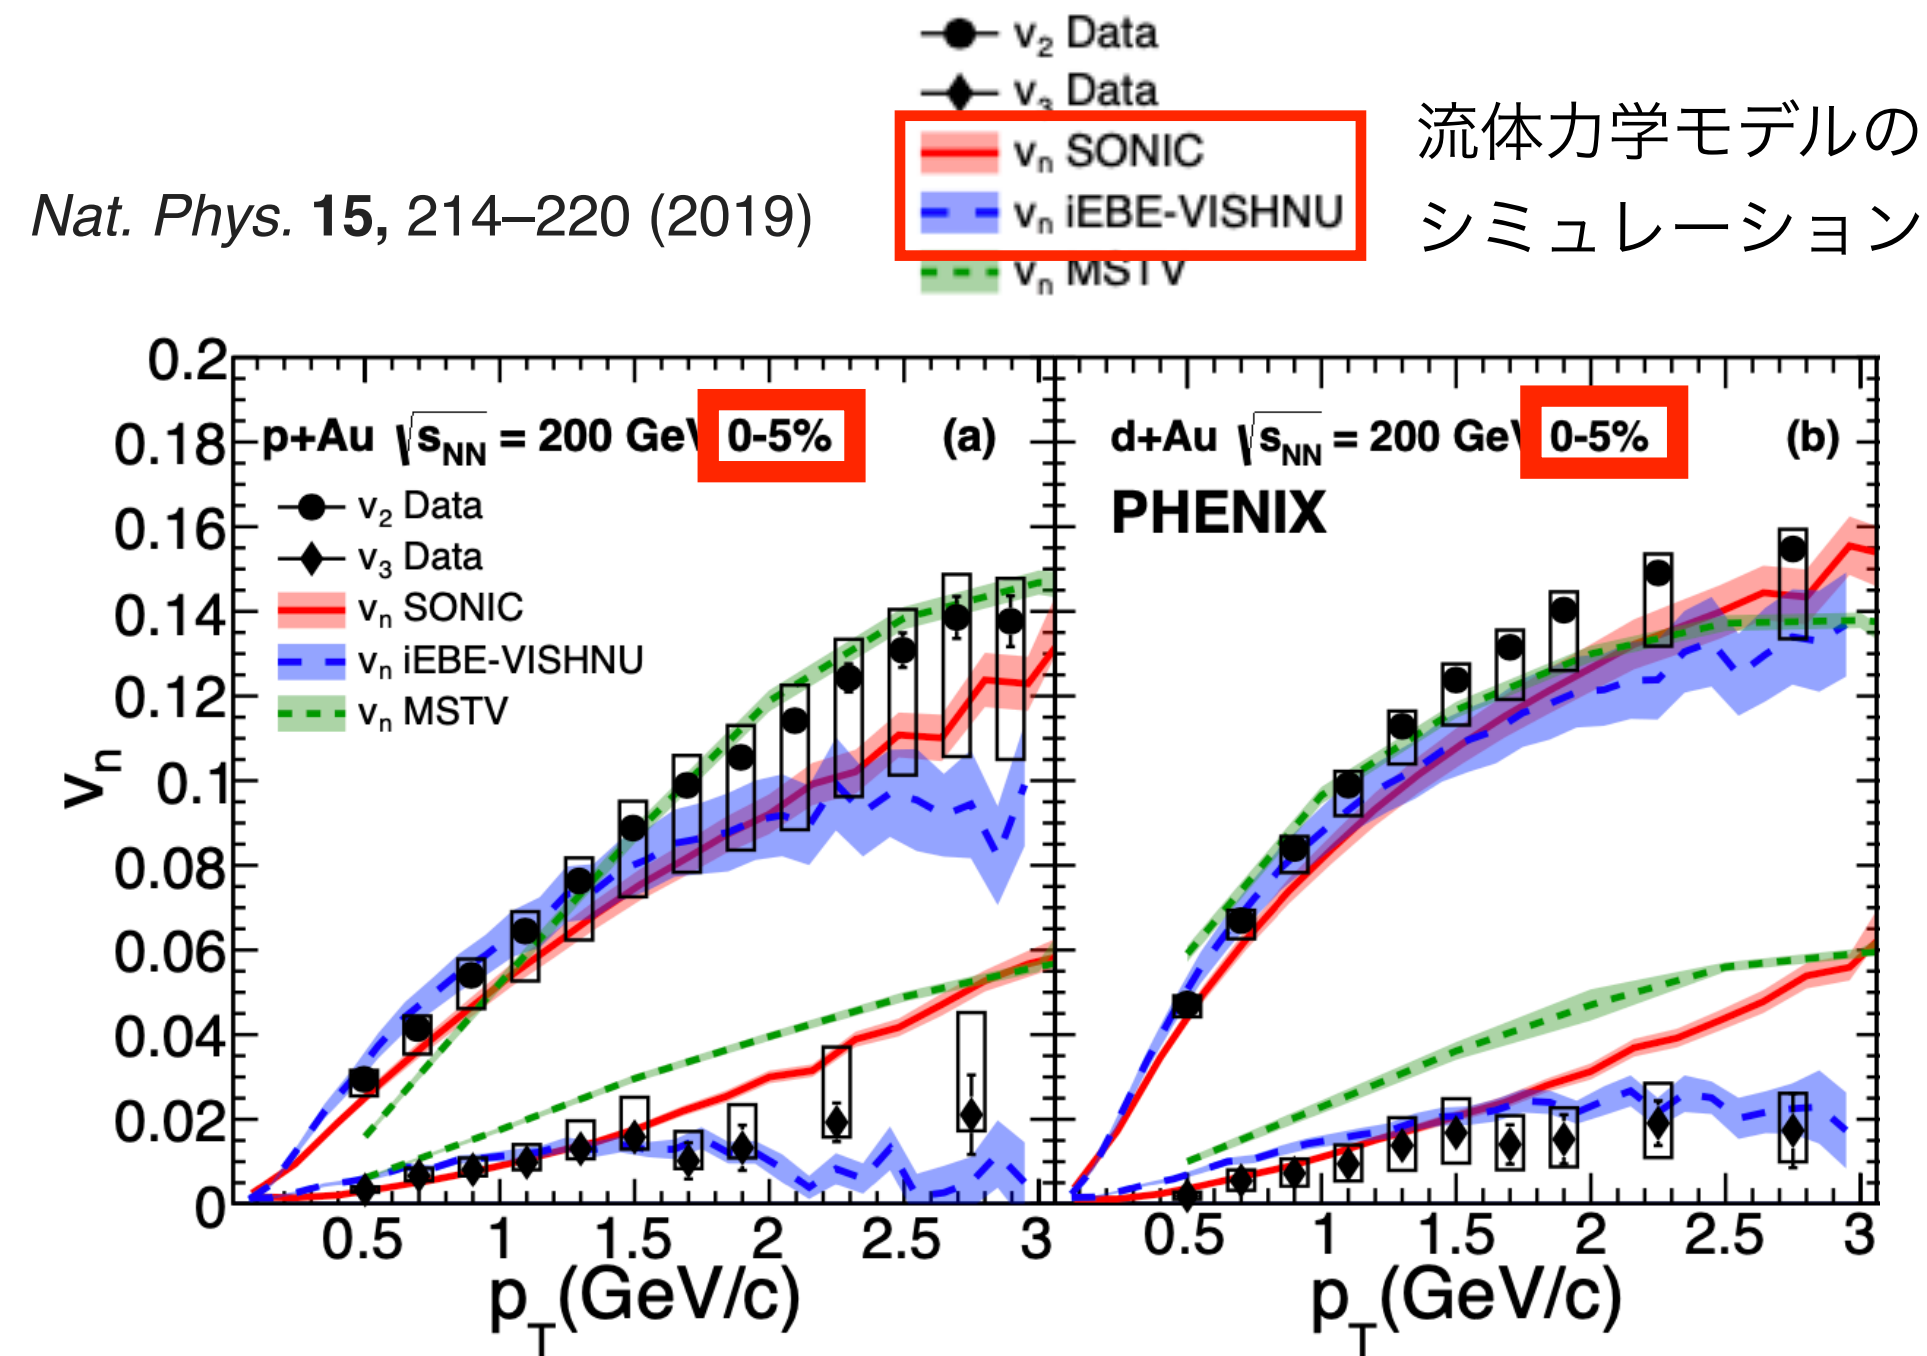 v2 Data
v3 Data
vn SONIC
vn iEBE-VISHNU
vn MSTV
流体力学モデルの
シミュレーション
Nat. Phys. 15, 214–220 (2019)
p+Au √sNN = 200 GeV 0-5% (a)
v2 Data
v3 Data
vn SONIC
vn iEBE-VISHNU
vn MSTV
d+Au √sNN = 200 GeV 0-5% (b)
PHENIX
vn
0.2
0.18
0.16
0.14
0.12
0.1
0.08
0.06
0.04
0.02
0
0.5 1 1.5 2 2.5 3
0.5 1 1.5 2 2.5 3
pT (GeV/c)
pT (GeV/c)